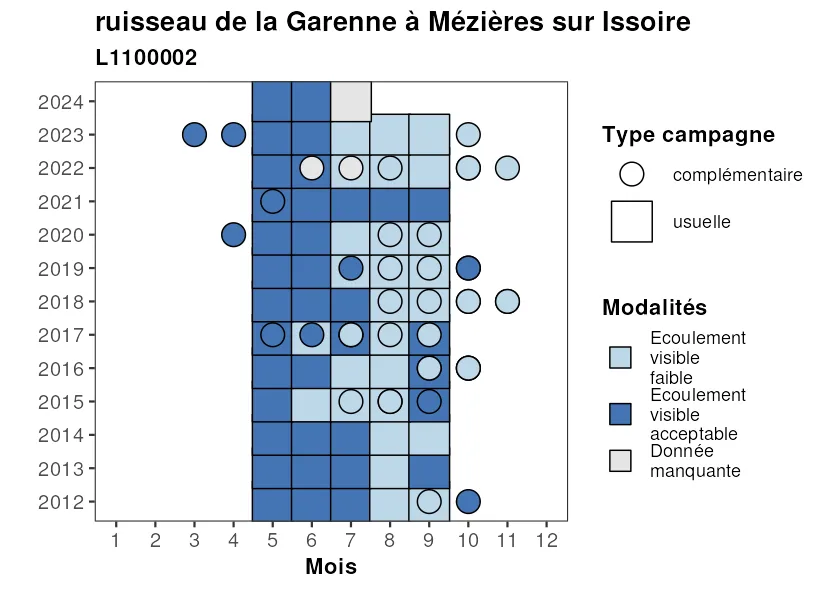 ruisseau de la Garenne à Mézières sur Issoire
L1100002
2024
2023
2022
2021
2020
2019
2018
2017
2016
2015
2014
2013
2012
1 2 3 4 5 6 7 8 9 10 11 12
Mois
Type campagne
complémentaire
usuelle
Modalités
Ecoulement
visible
faible
Ecoulement
visible
acceptable
Donnée
manquante